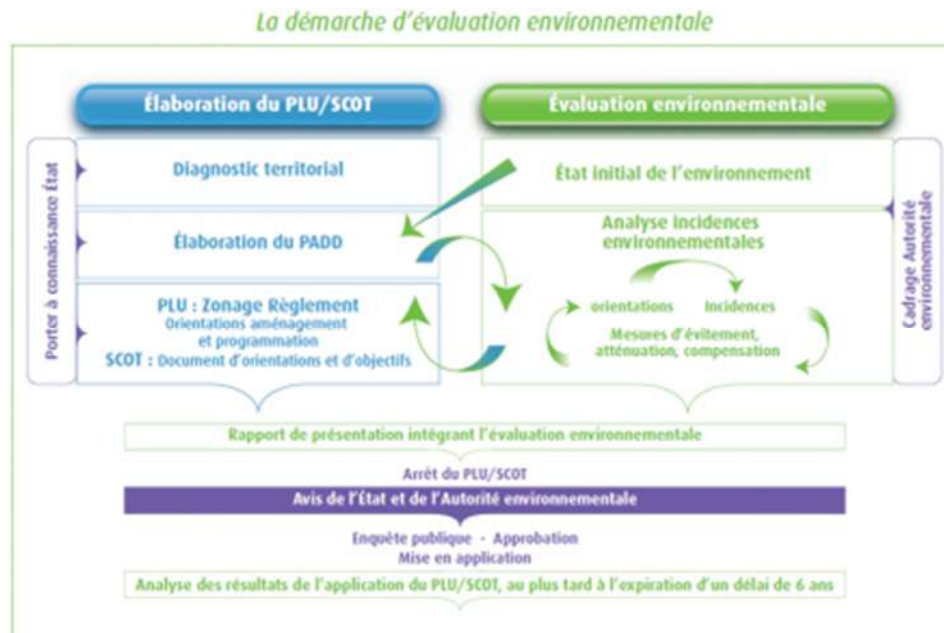 La démarche d'évaluation environnementale
Élaboration du PLU/SCOT
Évaluation environnementale
Porter à connaissance État
Diagnostic territorial
État initial de l'environnement
Cadrage Autorité
environnementale
Élaboration du PADD
Analyse incidences
environnementales
PLU : Zonage Règlement
Orientations aménagement
et programmation
SCOT : Document d'orientations et d'objectifs
orientations
Incidences
Mesures d'évitement,
atténuation, compensation
Rapport de présentation intégrant l'évaluation environnementale
Arrêt du PLU/SCOT
Avis de l'État et de l'Autorité environnementale
Enquête publique - Approbation
Mise en application
Analyse des résultats de l'application du PLU/SCOT, au plus tard à l'expiration d'un délai de 6 ans